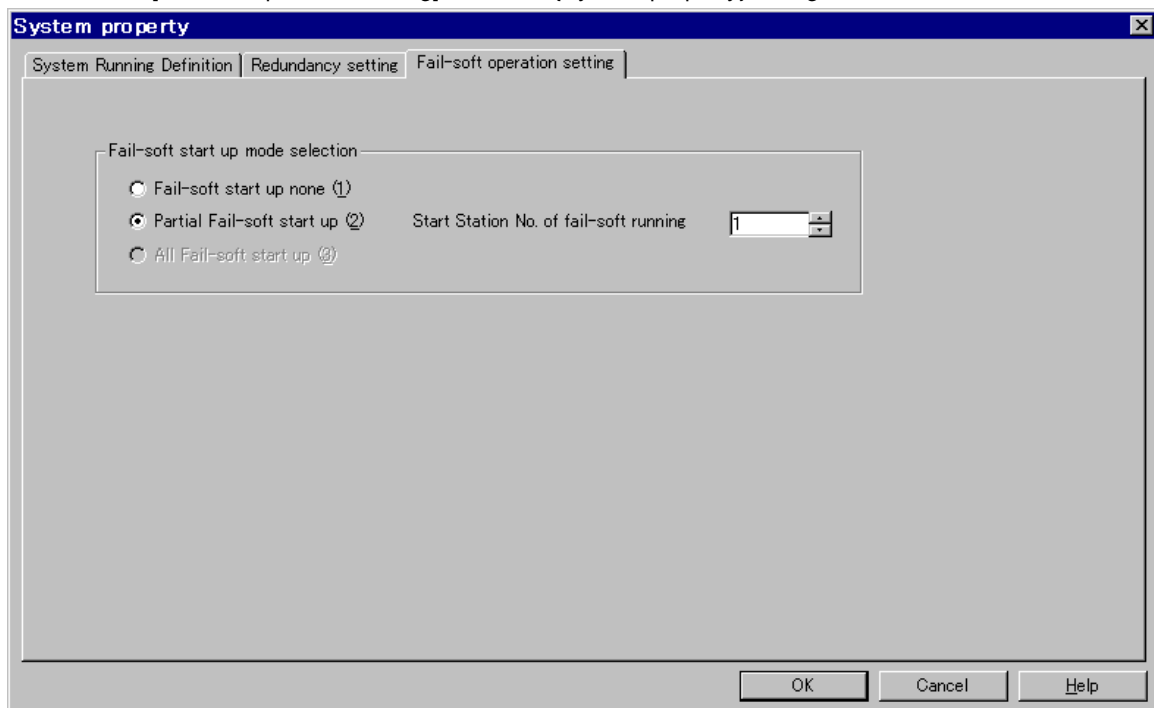 System property
System Running Definition Redundancy setting Fail-soft operation setting
Fail-soft start up mode selection
Fail-soft start up none (1)
Partial Fail-soft start up (2) Start Station No. of fail-soft running 1
All Fail-soft start up (3)
OK Cancel Help